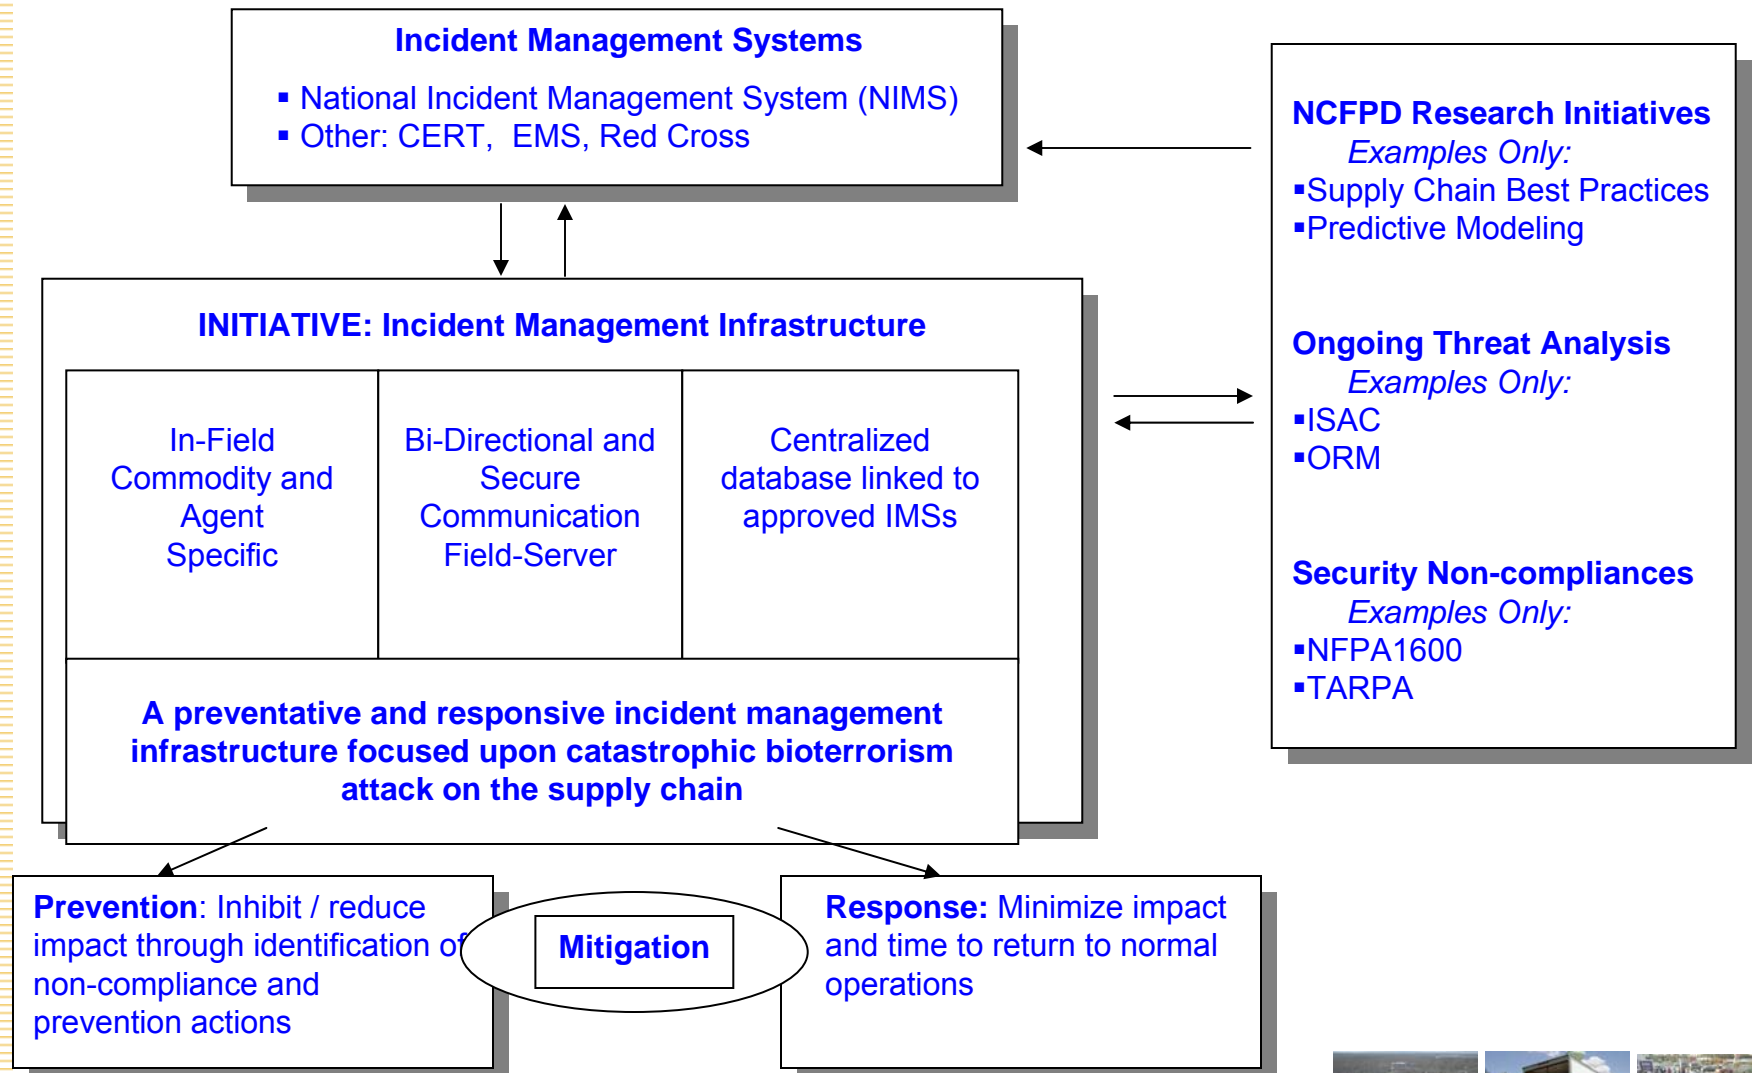 Incident Management Systems
▪ National Incident Management System (NIMS)
▪ Other: CERT, EMS, Red Cross
NCFPD Research Initiatives
Examples Only:
▪Supply Chain Best Practices
▪Predictive Modeling
Ongoing Threat Analysis
Examples Only:
▪ISAC
▪ORM
Security Non-compliances
Examples Only:
▪NFPA1600
▪TARPA
INITIATIVE: Incident Management Infrastructure
In-Field
Commodity and
Agent
Specific
Bi-Directional and
Secure
Communication
Field-Server
Centralized
database linked to
approved IMSs
A preventative and responsive incident management
infrastructure focused upon catastrophic bioterrorism
attack on the supply chain
Prevention: Inhibit / reduce
impact through identification of
non-compliance and
prevention actions
Mitigation
Response: Minimize impact
and time to return to normal
operations